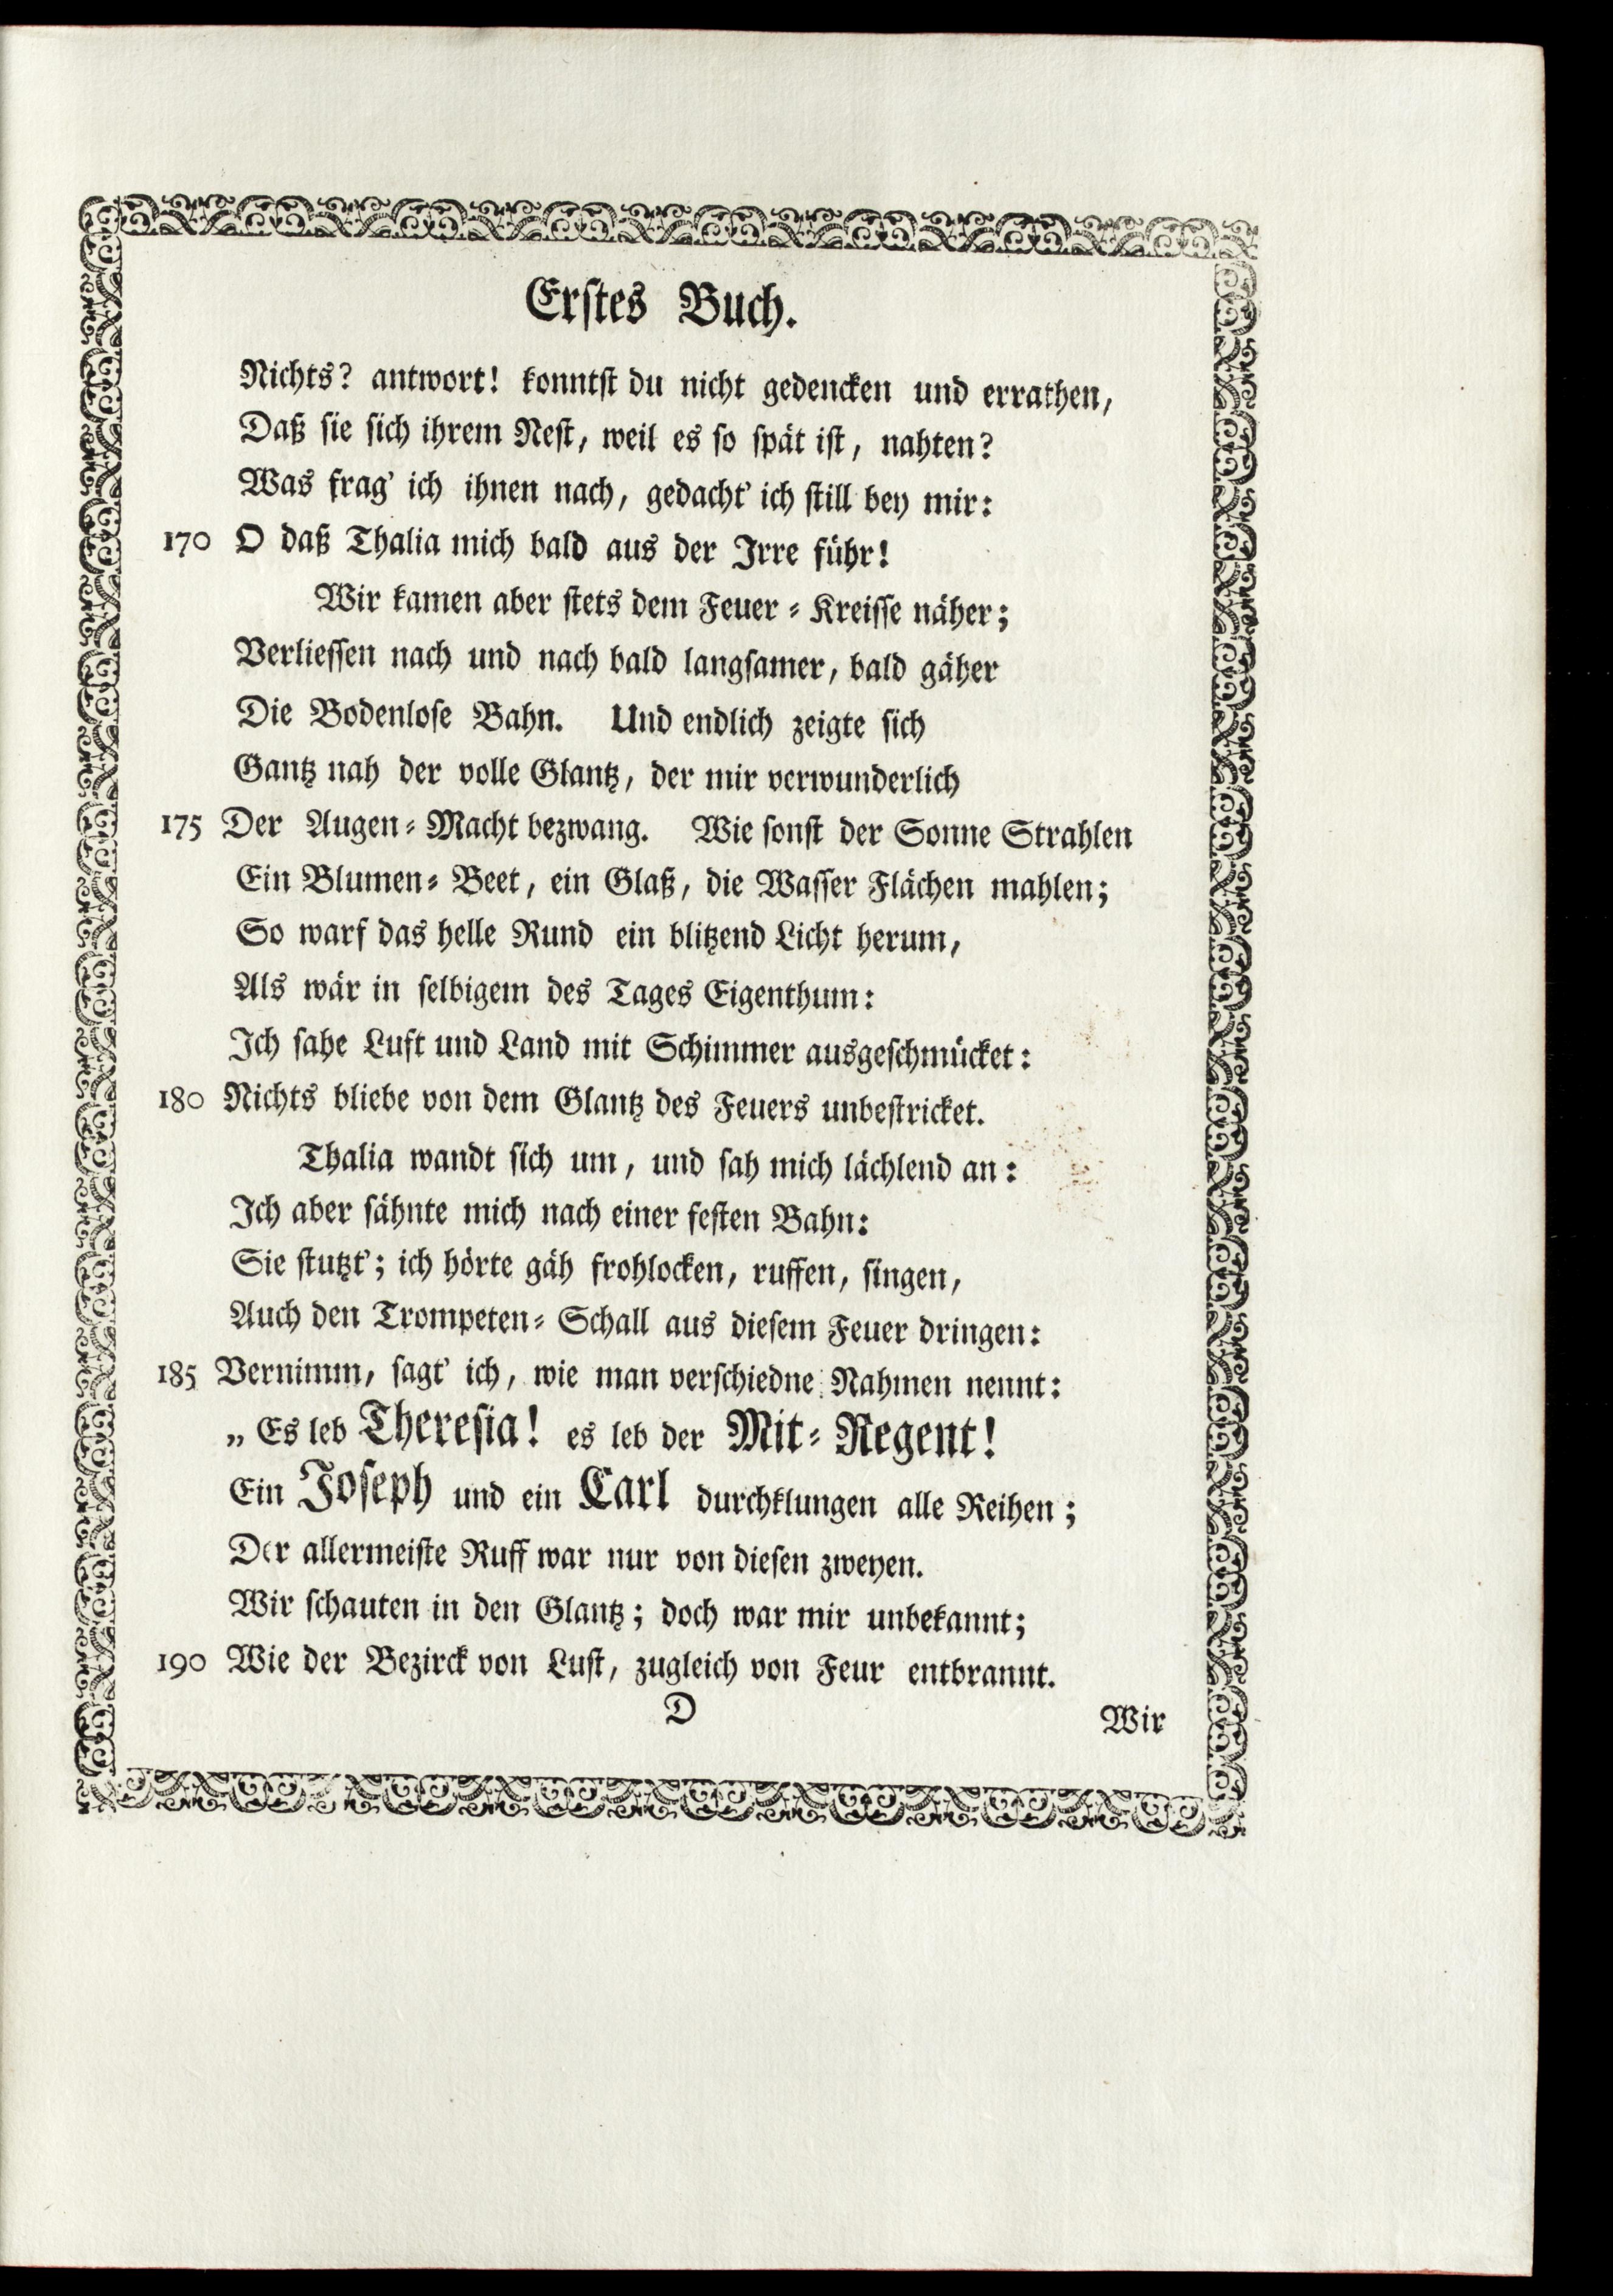 Erstes Buch.
Nichts? antwort! konntst du nicht gedencken und errathen,
Daß sie sich ihrem Nest, weil es so spät ist, nahten?
Was frag' ich ihnen nach, gedacht' ich still bey mir:
170 O daß Thalia mich bald aus der Irre führ!
Wir kamen aber stets dem Feuer-Kreisse näher;
Verliessen nach und nach bald langsamer, bald gäher
Die Bodenlose Bahn. Und endlich zeigte sich
Gantz nah der volle Glantz, der mir verwunderlich
175 Der Augen-Macht bezwang. Wie sonst der Sonne Strahlen
Ein Blumen-Beet, ein Glaß, die Wasser Flächen mahlen;
So warf das helle Rund ein blitzend Licht herum,
Als wär in selbigem des Tages Eigenthum:
Ich sahe Luft und Land mit Schimmer ausgeschmücket:
180 Nichts bliebe von dem Glantz des Feuers unbestricket.
Thalia wandt sich um, und sah mich lächlend an:
Ich aber sähnte mich nach einer festen Bahn:
Sie stutzt'; ich hörte gäh frohlocken, ruffen, singen,
Auch den Trompeten-Schall aus diesem Feuer dringen:
185 Vernimm, sagt' ich, wie man verschiedne Nahmen nennt:
„Es leb Theresia! es leb der Mit-Regent!
Ein Joseph und ein Carl durchklungen alle Reihen;
Der allermeiste Ruff war nur von diesen zweyen.
Wir schauten in den Glantz; doch war mir unbekannt;
190 Wie der Bezirck von Lust, zugleich von Feur entbrannt.
D
Wir